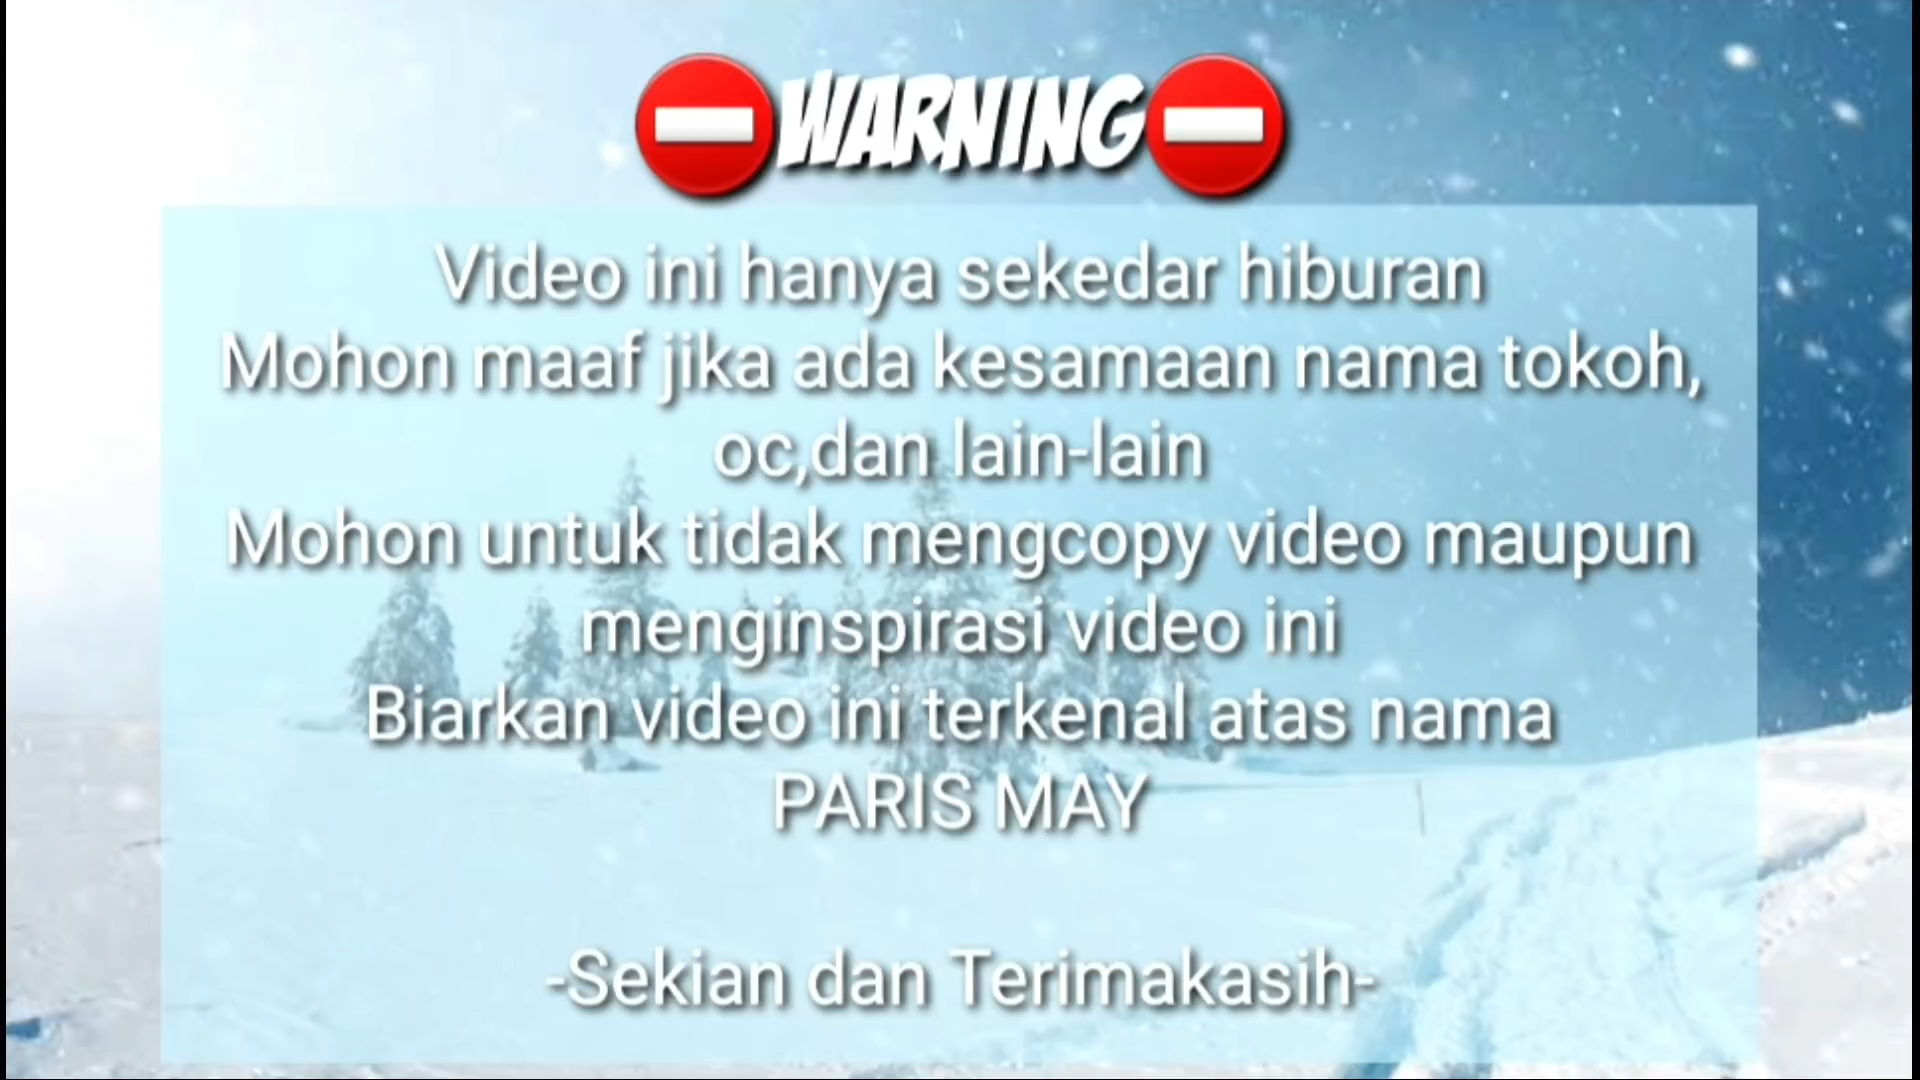 ⛔WARNING⛔
Video ini hanya sekedar hiburan
Mohon maaf jika ada kesamaan nama tokoh,
oc,dan lain-lain
Mohon untuk tidak mengcopy video maupun
menginspirasi video ini
Biarkan video ini terkenal atas nama
PARIS MAY
-Sekian dan Terimakasih-